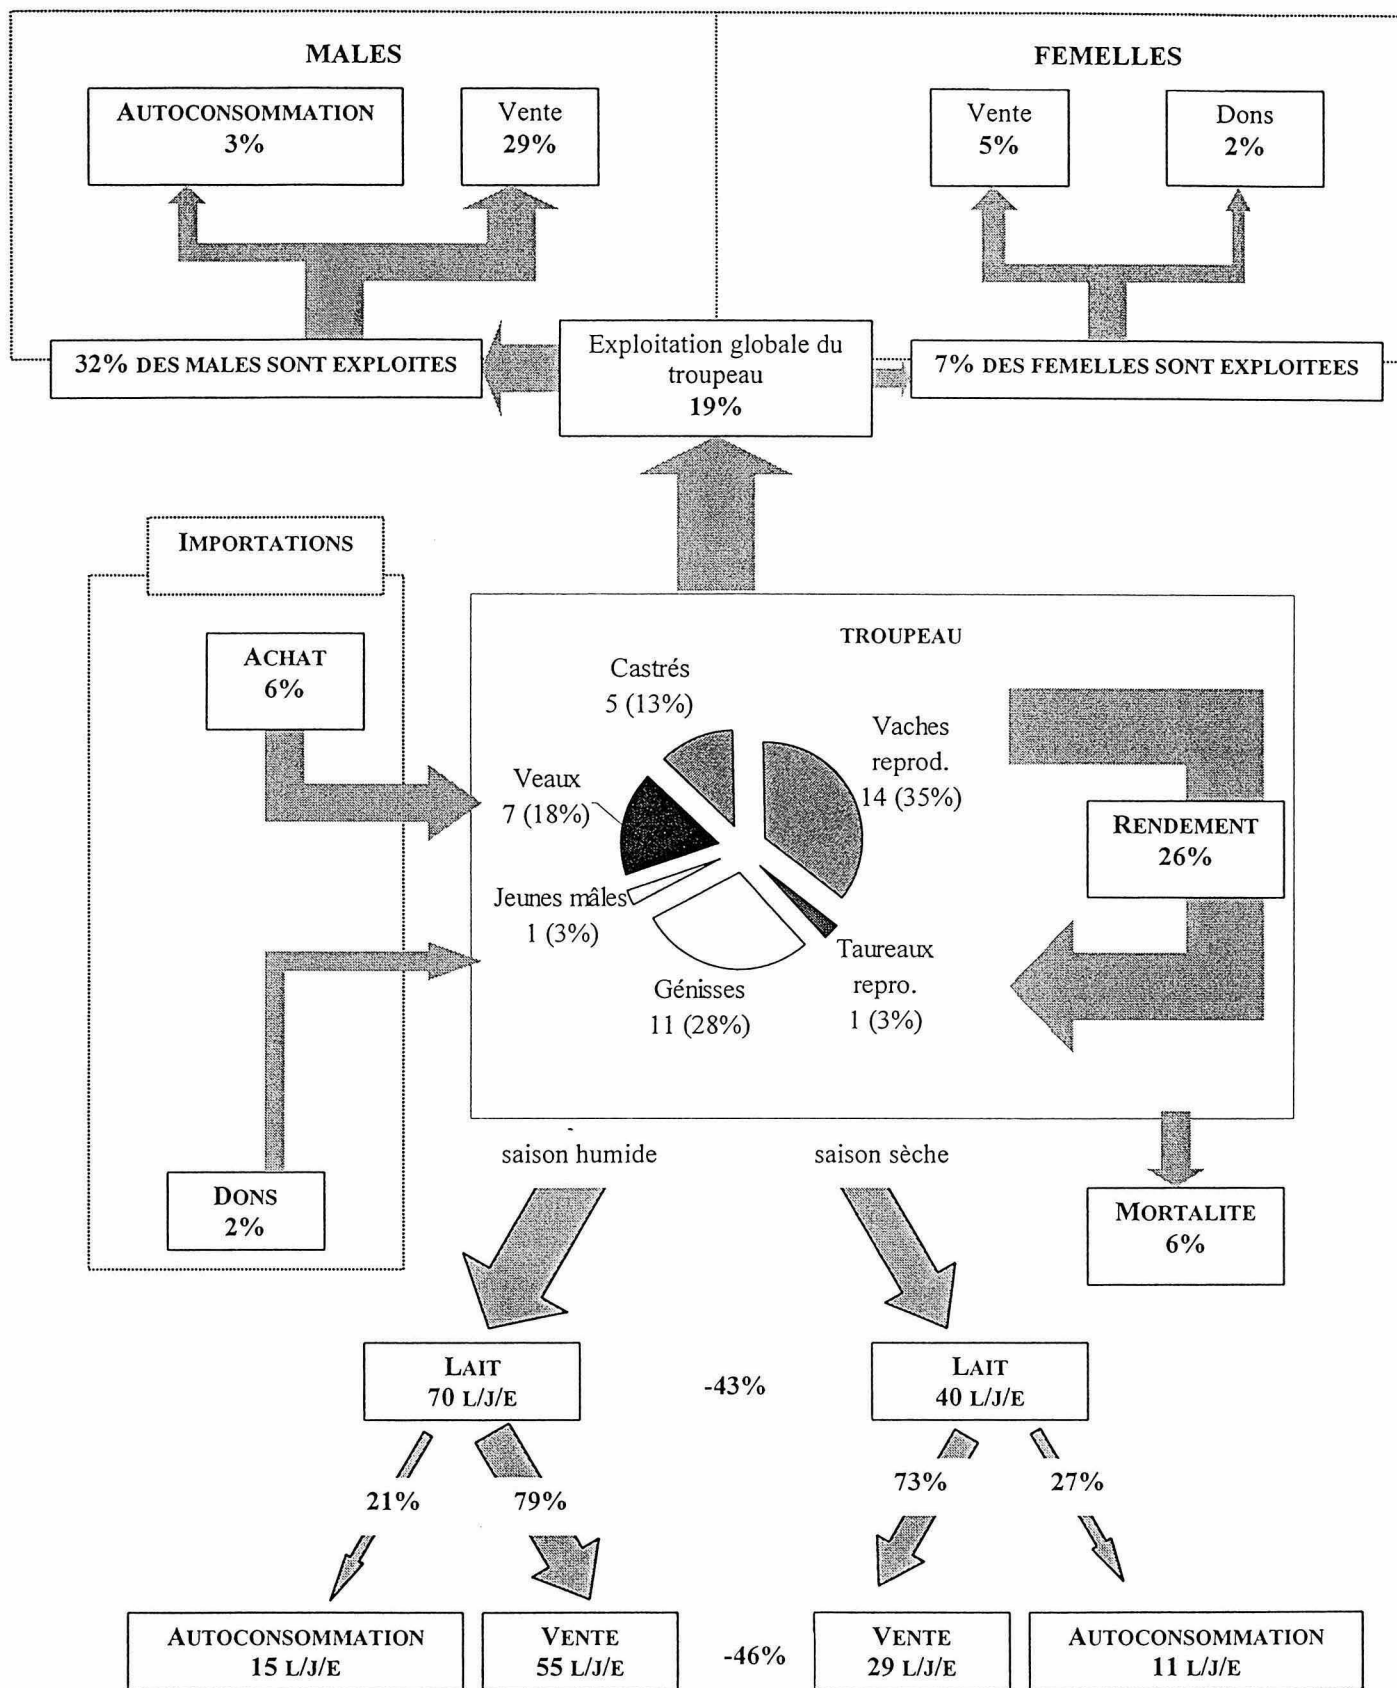 MALES
FEMELLES
AUTOCONSOMMATION
3%
Vente
29%
Vente
5%
Dons
2%
32% DES MALES SONT EXPLOITES
Exploitation globale du
troupeau
19%
7% DES FEMELLES SONT EXPLOITEES
IMPORTATIONS
ACHAT
6%
DONS
2%
TROUPEAU
Castrés
5 (13%)
Vaches
reprod.
14 (35%)
Veaux
7 (18%)
Jeunes mâles
1 (3%)
Génisses
11 (28%)
Taureaux
repro.
1 (3%)
RENDEMENT
26%
MORTALITE
6%
saison humide
saison sèche
LAIT
70 L/J/E
-43%
LAIT
40 L/J/E
21%
79%
73%
27%
AUTOCONSOMMATION
15 L/J/E
VENTE
55 L/J/E
-46%
VENTE
29 L/J/E
AUTOCONSOMMATION
11 L/J/E